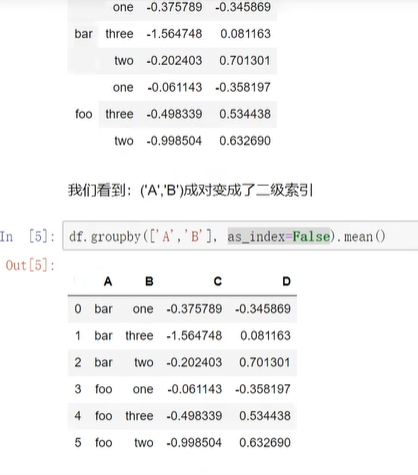 one -0.375789 -0.345869
bar three -1.564748 0.081163
two -0.202403 0.701301
one -0.061143 -0.358197
foo three -0.498339 0.534438
two -0.998504 0.632690
我们看到：('A','B')成对变成了二级索引
In [5]: df.groupby(['A','B'], as_index=False).mean()
Out[5]:
A B C D
0 bar one -0.375789 -0.345869
1 bar three -1.564748 0.081163
2 bar two -0.202403 0.701301
3 foo one -0.061143 -0.358197
4 foo three -0.498339 0.534438
5 foo two -0.998504 0.632690